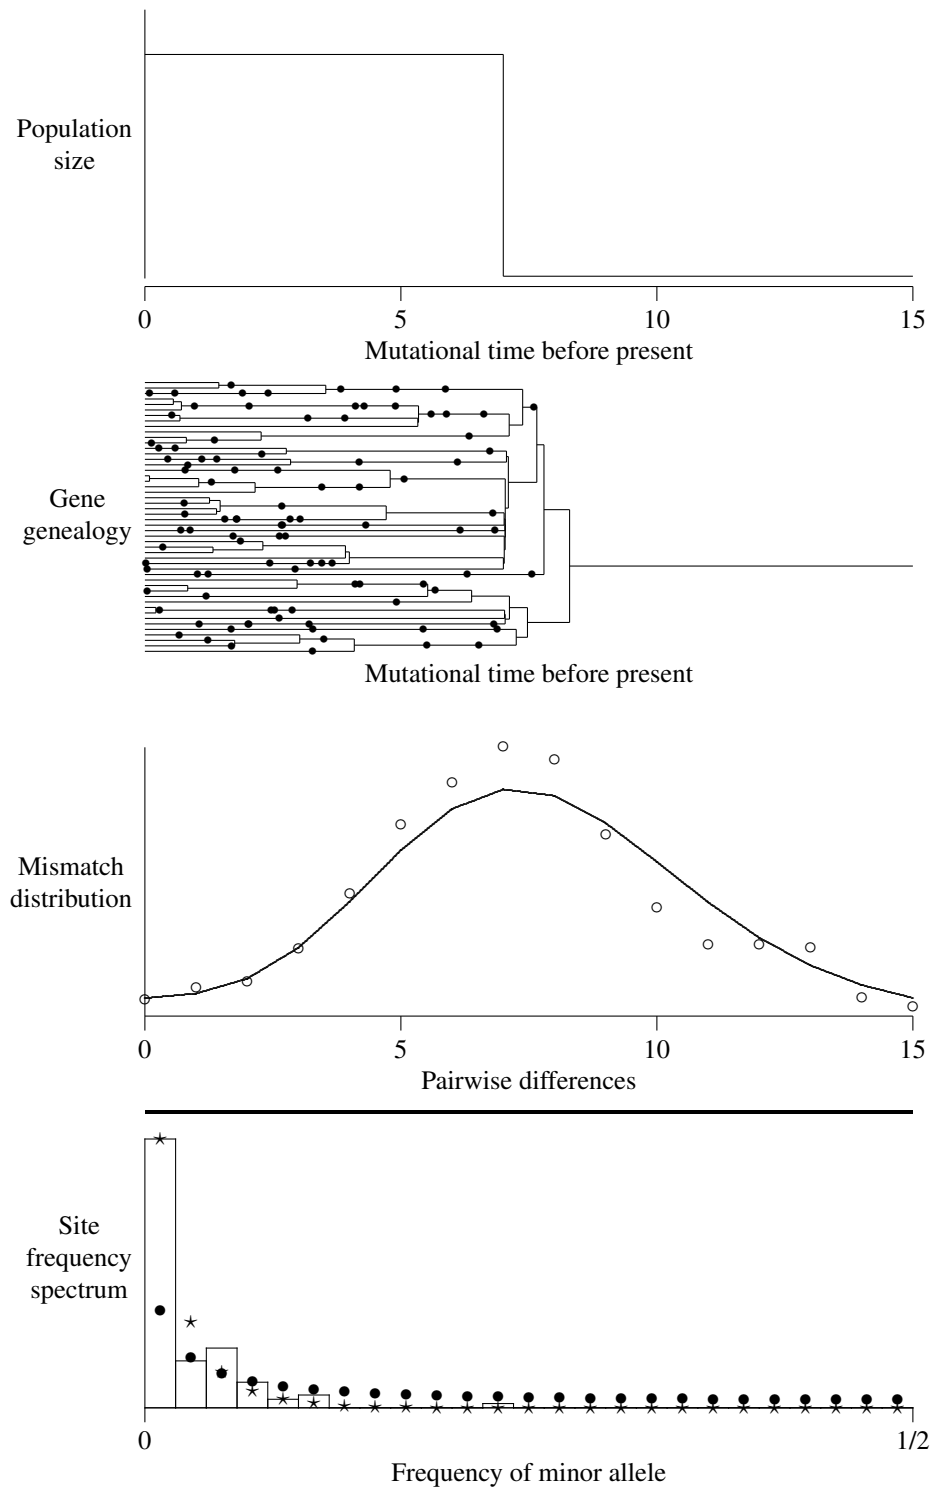 Population
size
0 5 10 15
Mutational time before present
Gene
genealogy
Mutational time before present
Mismatch
distribution
0 5 10 15
Pairwise differences
Site
frequency
spectrum
0 1/2
Frequency of minor allele